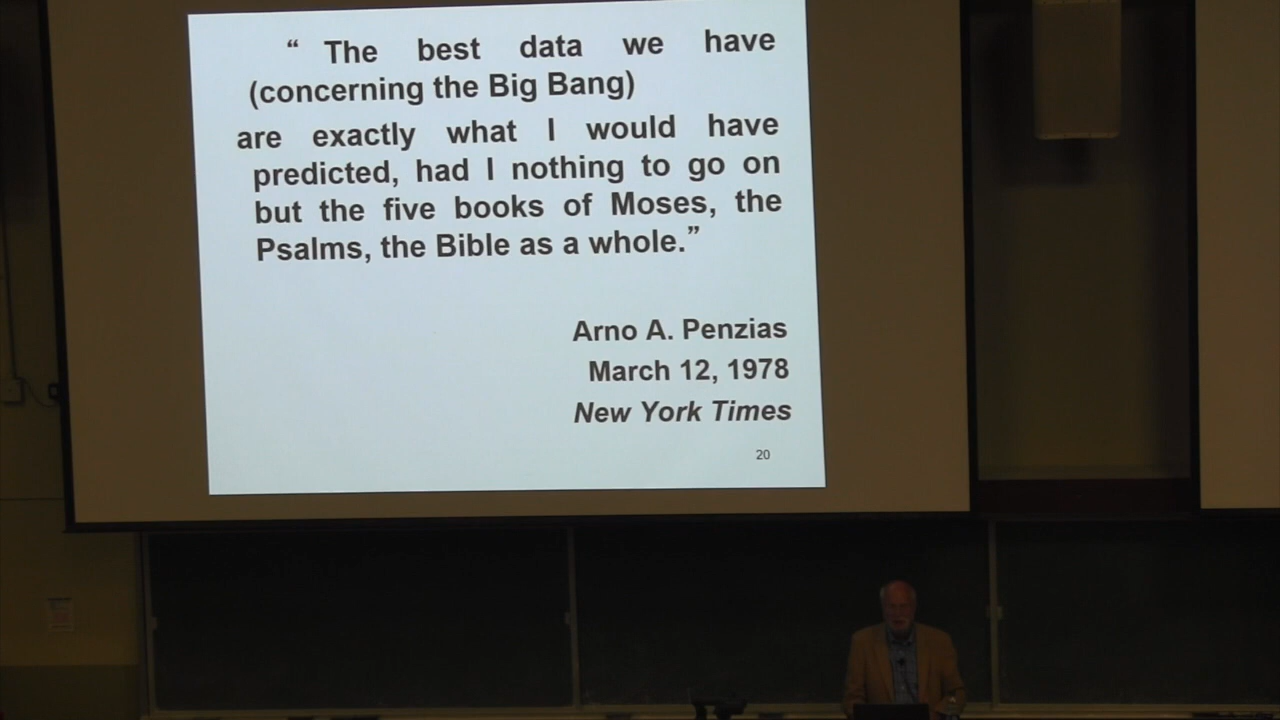 “ The best data we have
(concerning the Big Bang)
are exactly what I would have
predicted, had I nothing to go on
but the five books of Moses, the
Psalms, the Bible as a whole.”
Arno A. Penzias
March 12, 1978
New York Times
20